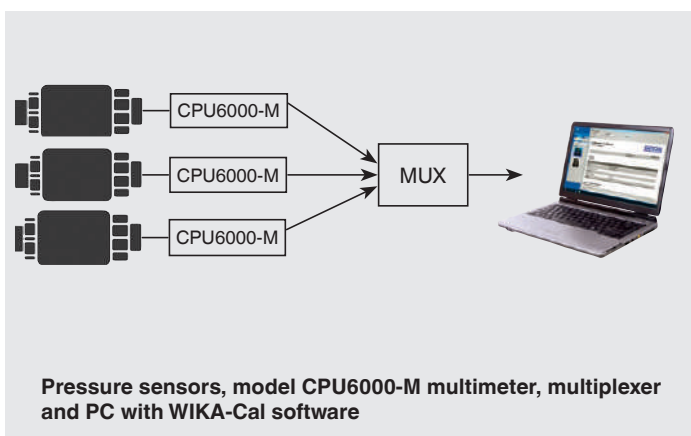 CPU6000-M
CPU6000-M
MUX
CPU6000-M
Pressure sensors, model CPU6000-M multimeter, multiplexer
and PC with WIKA-Cal software